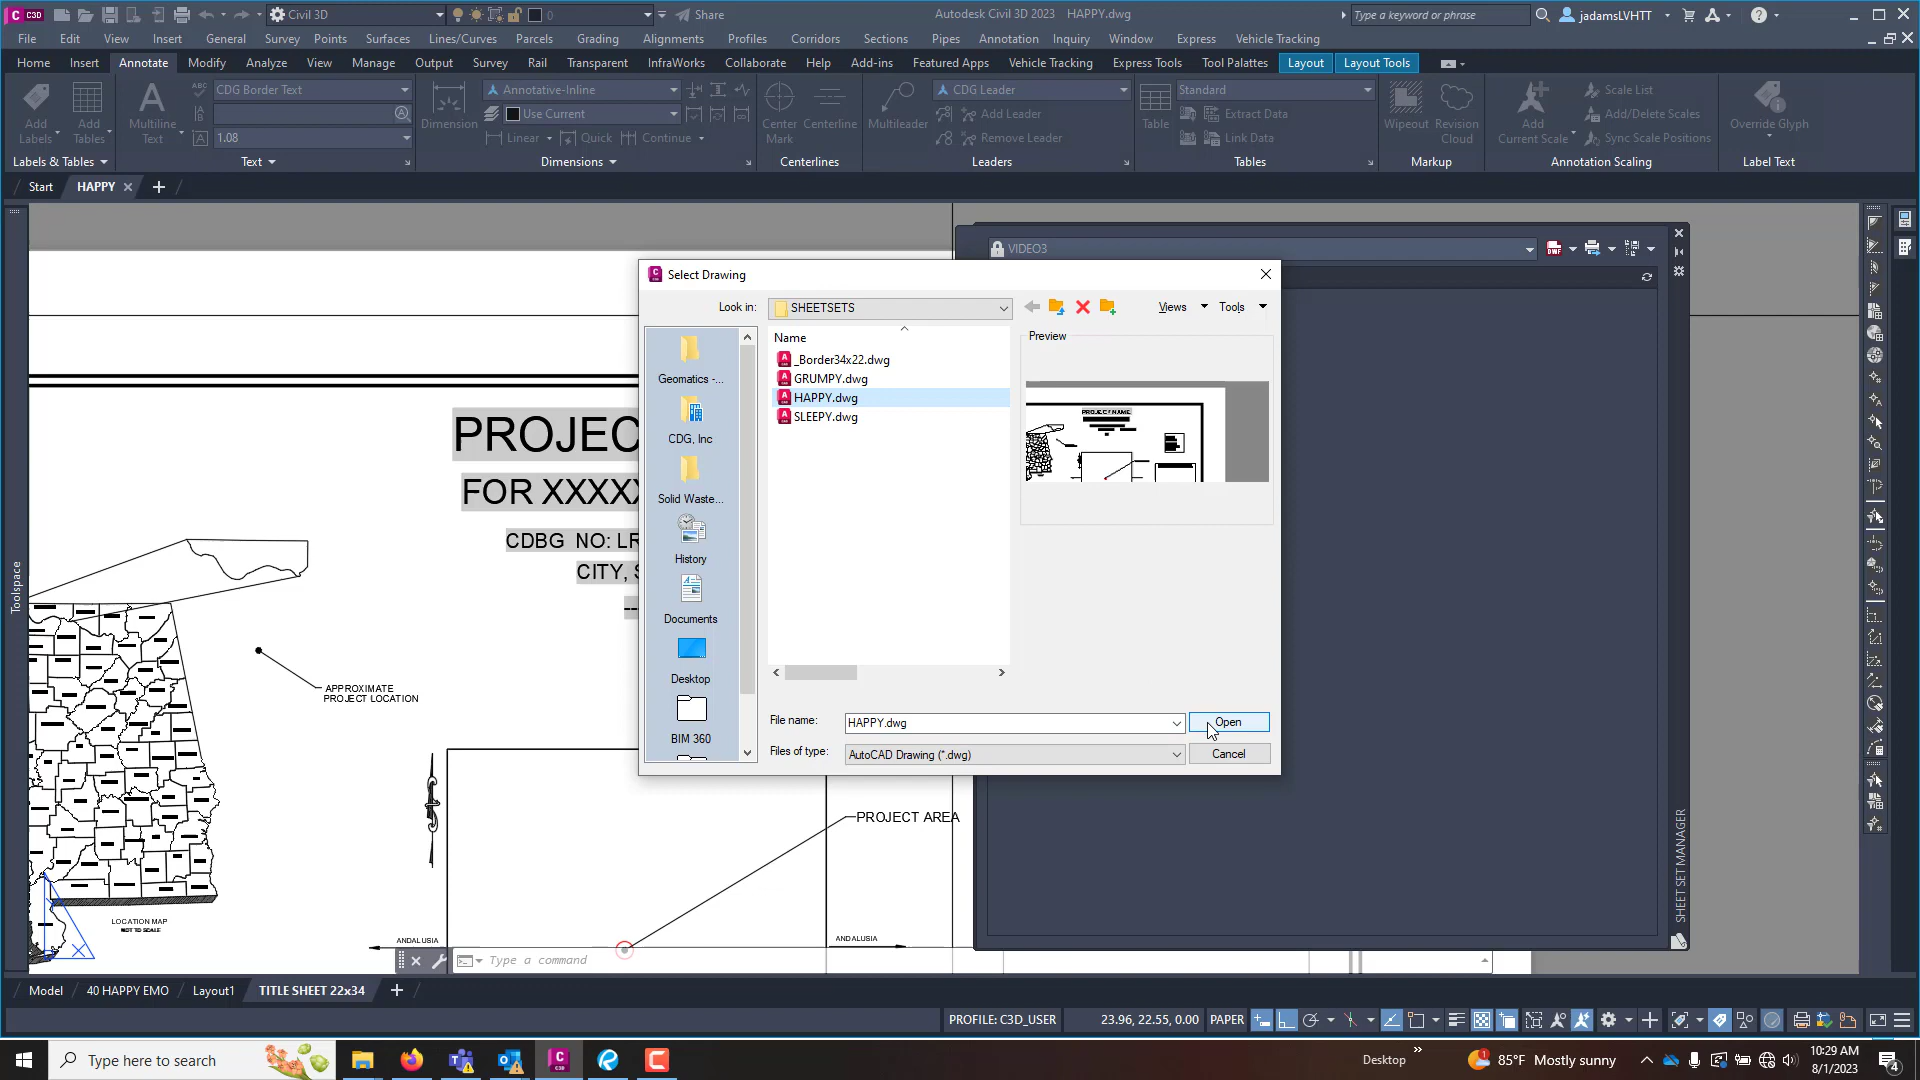 C C3D Civil 3D 0 Share Autodesk Civil 3D 2023 HAPPY.dwg Type a keyword or phrase jadamsLVHTT
File Edit View Insert General Survey Points Surfaces Lines/Curves Parcels Grading Alignments Profiles Corridors Sections Pipes Annotation Inquiry Window Express Vehicle Tracking
Home Insert Annotate Modify Analyze View Manage Output Survey Rail Transparent InfraWorks Collaborate Help Add-ins Featured Apps Vehicle Tracking Express Tools Tool Palettes Layout Layout Tools
CDG Border Text Annotative-Inline CDG Leader Standard Scale List
Add Labels Add Tables Multiline Text Dimension Use Current Center Mark Centerline Multileader Add Leader Table Extract Data Wipeout Revision Cloud Add Current Scale Add/Delete Scales Override Glyph
1.08 Linear Quick Continue Remove Leader Link Data Sync Scale Positions
Labels & Tables Text Dimensions Centerlines Leaders Tables Markup Annotation Scaling Label Text
Start HAPPY
VIDEO3
Select Drawing
Look in: SHEETSETS Views Tools
Name
Preview
_Border34x22.dwg
GRUMPY.dwg
HAPPY.dwg
SLEEPY.dwg
Geomatics -...
CDG, Inc
Solid Waste...
History
Documents
Desktop
BIM 360
File name: HAPPY.dwg Open
Files of type: AutoCAD Drawing (*.dwg) Cancel
PROJECT NAME
PROJEC
FOR XXXXX
CDBG NO: LR
CITY, S
---
Toolspace
APPROXIMATE
PROJECT LOCATION
PROJECT AREA
LOCATION MAP
NOT TO SCALE
ANDALUSIA
ANDALUSIA
SHEET SET MANAGER
Type a command
Model 40 HAPPY EMO Layout1 TITLE SHEET 22x34
PROFILE: C3D_USER 23.96, 22.55, 0.00 PAPER
Type here to search Desktop 85°F Mostly sunny 10:29 AM
8/1/2023 4